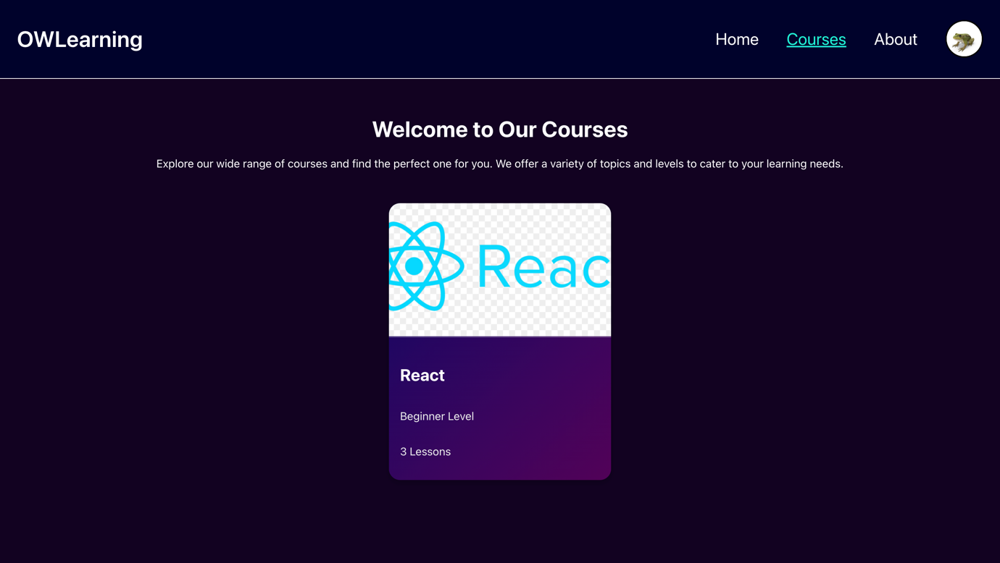 OWLearning
Home Courses About
Welcome to Our Courses
Explore our wide range of courses and find the perfect one for you. We offer a variety of topics and levels to cater to your learning needs.
Reac
React
Beginner Level
3 Lessons